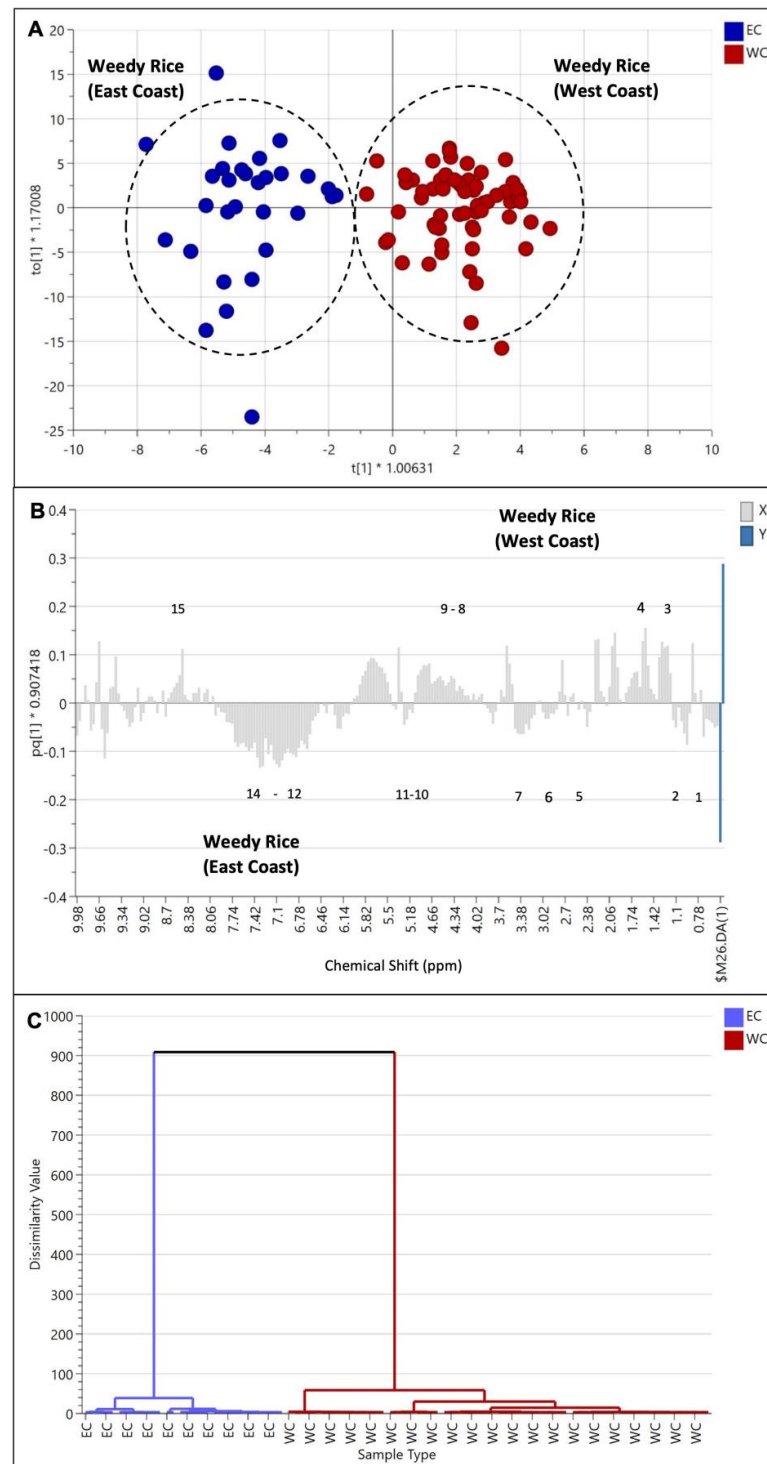 A
EC
WC
Weedy Rice
(East Coast)
Weedy Rice
(West Coast)
20
15
10
5
0
-5
-10
-15
-20
-25
to[1] * 1.17008
-10 -8 -6 -4 -2 0 2 4 6 8 10
t[1] * 1.00631
B
X
Y
Weedy Rice
(West Coast)
0.4
0.3
0.2
0.1
0
-0.1
-0.2
-0.3
-0.4
pq[1] * 0.907418
15 9 - 8 4 3
14 - 12 11-10 7 6 5 2 1
Weedy Rice
(East Coast)
9.98 9.66 9.34 9.02 8.7 8.38 8.06 7.74 7.42 7.1 6.78 6.46 6.14 5.82 5.5 5.18 4.66 4.34 4.02 3.7 3.38 3.02 2.7 2.38 2.06 1.74 1.42 1.1 0.78 $M26.DA(1)
Chemical Shift (ppm)
C
EC
WC
1000
900
800
700
600
500
400
300
200
100
0
Dissimilarity Value
EC EC EC EC EC EC EC EC EC EC WC WC WC WC WC WC WC WC WC WC WC WC WC WC WC WC WC WC WC WC WC
Sample Type